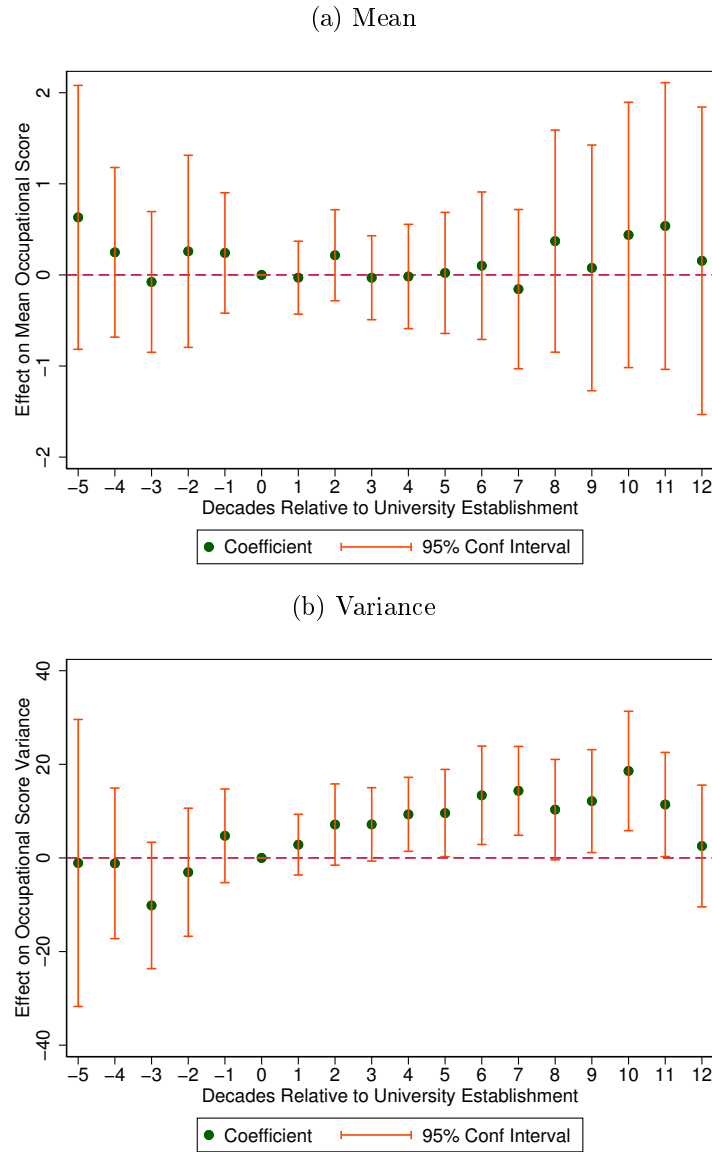 (a) Mean
Effect on Mean Occupational Score
2
1
0
−1
−2
−5 −4 −3 −2 −1 0 1 2 3 4 5 6 7 8 9 10 11 12
Decades Relative to University Establishment
Coefficient 95% Conf Interval
(b) Variance
Effect on Occupational Score Variance
40
20
0
−20
−40
−5 −4 −3 −2 −1 0 1 2 3 4 5 6 7 8 9 10 11 12
Decades Relative to University Establishment
Coefficient 95% Conf Interval